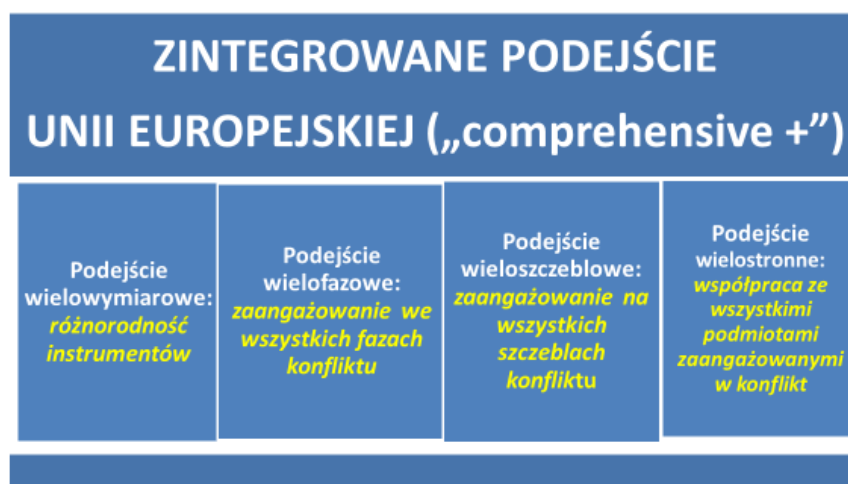 ZINTEGROWANE PODEJŚCIE
UNII EUROPEJSKIEJ („comprehensive +”)
Podejście
wielowymiarowe:
różnorodność
instrumentów
Podejście
wielofazowe:
zaangażowanie we
wszystkich fazach
konfliktu
Podejście
wieloszczeblowe:
zaangażowanie na
wszystkich
szczeblach
konfliktu
Podejście
wielostronne:
współpraca ze
wszystkimi
podmiotami
zaangażowanymi
w konflikt